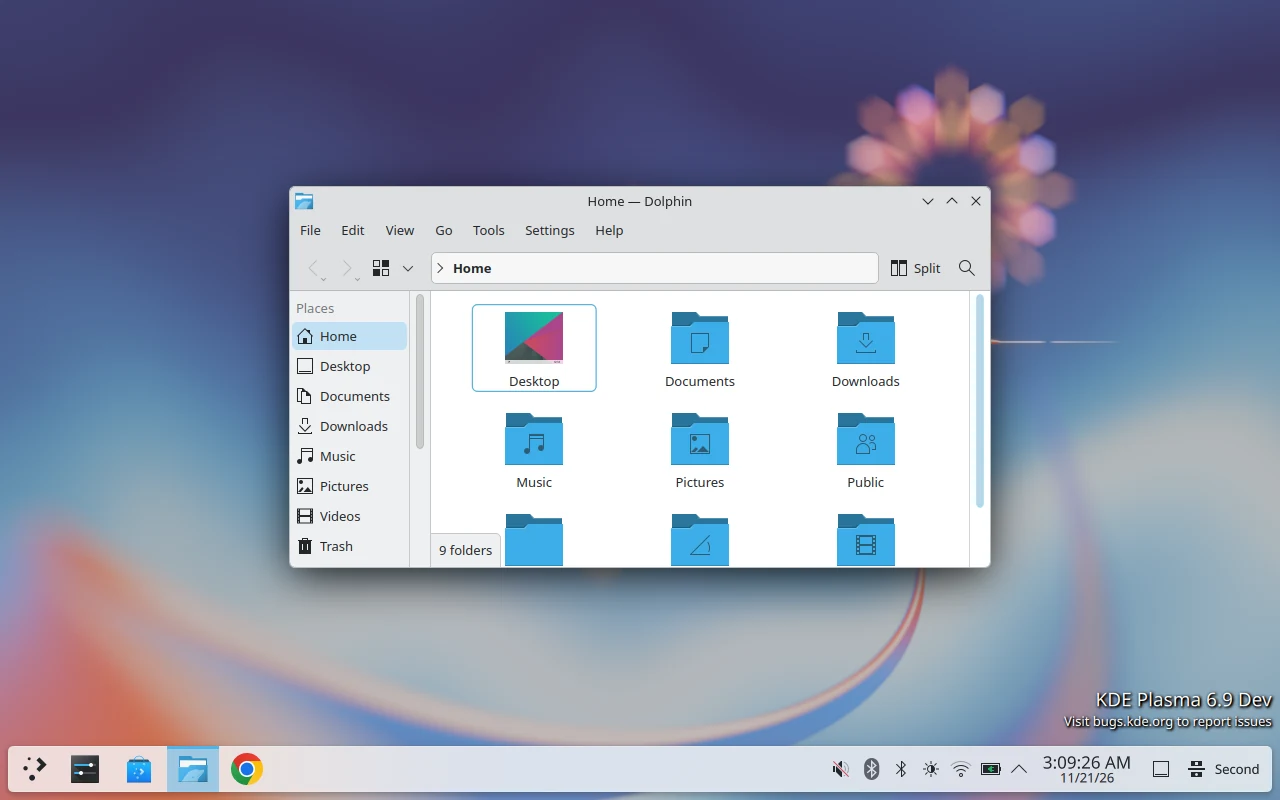 Home — Dolphin
File Edit View Go Tools Settings Help
Home
Split
Places
Home
Desktop
Documents
Downloads
Music
Pictures
Videos
Trash
Desktop
Documents
Downloads
Music
Pictures
Public
9 folders
KDE Plasma 6.9 Dev
Visit bugs.kde.org to report issues
3:09:26 AM
11/21/26
Second